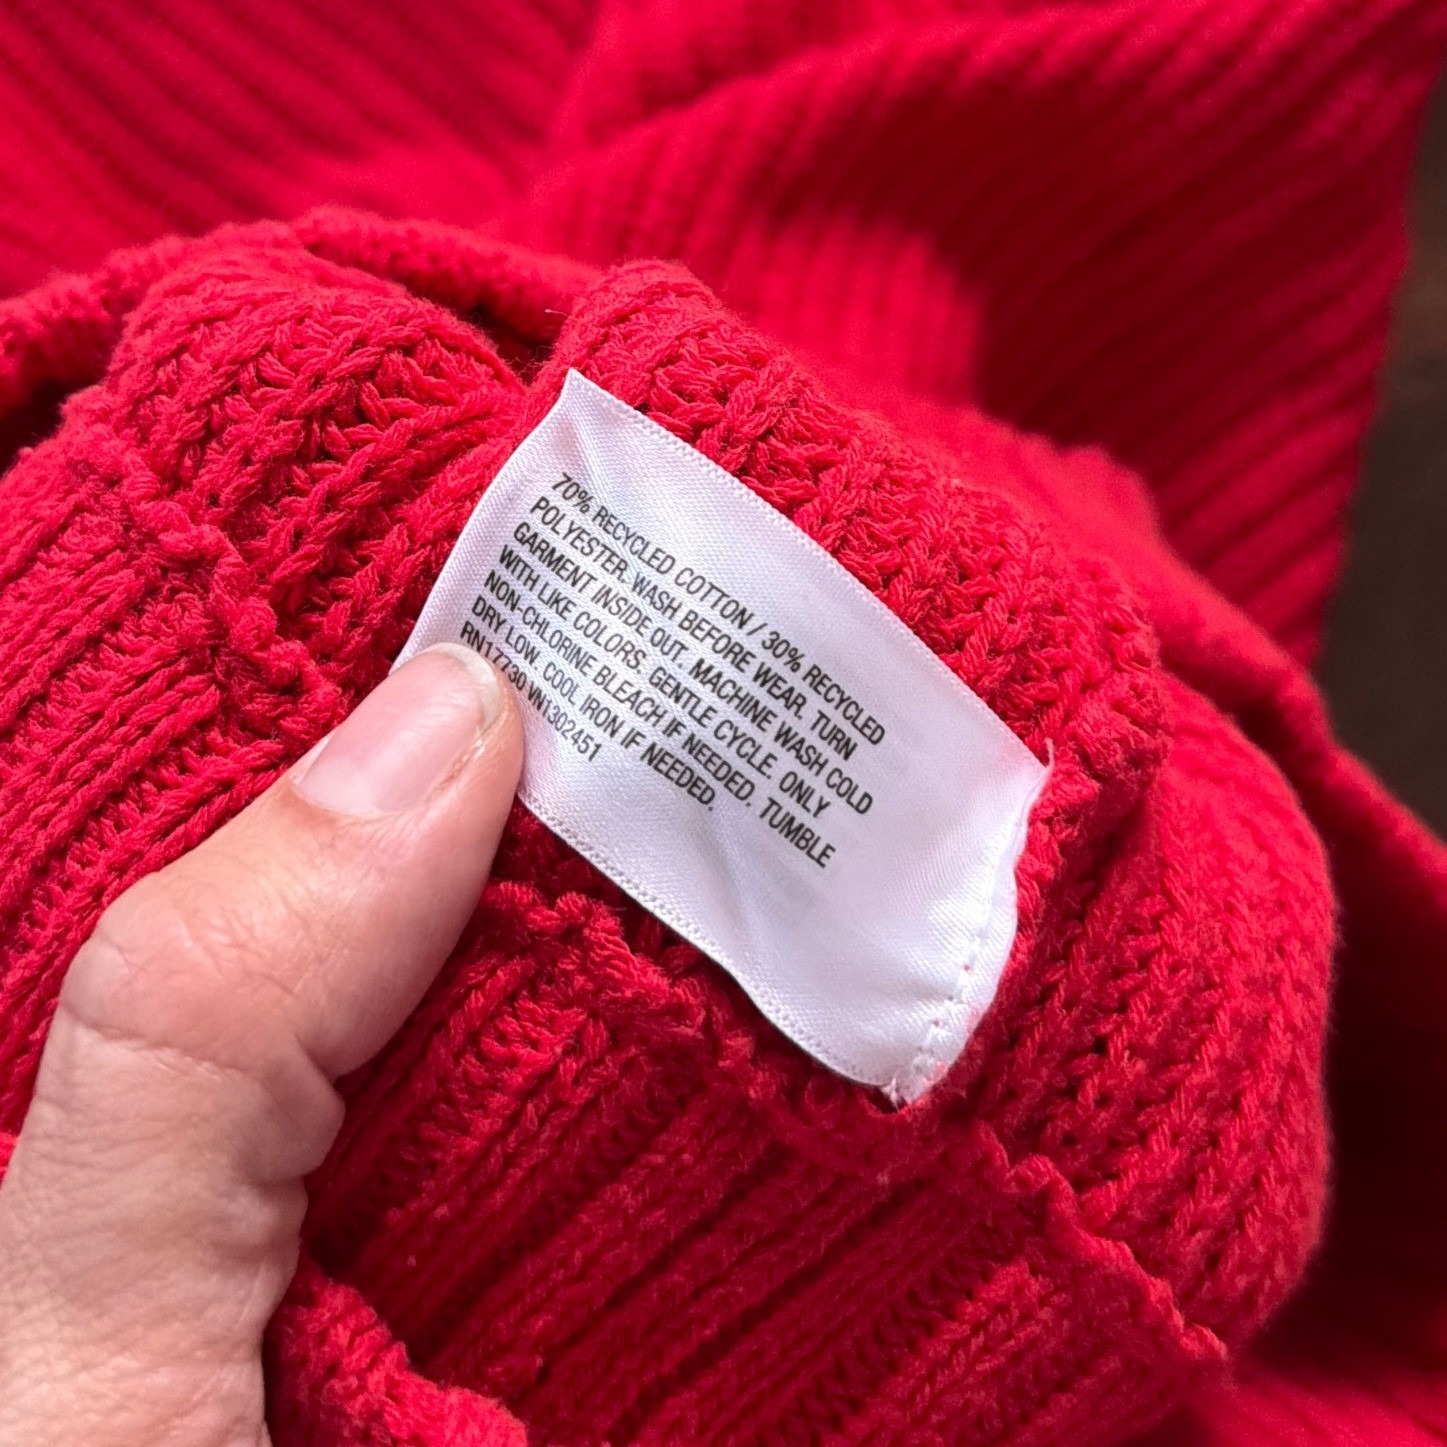 70% RECYCLED COTTON / 30% RECYCLED
POLYESTER. WASH BEFORE WEAR. TURN
GARMENT INSIDE OUT. MACHINE WASH COLD
WITH LIKE COLORS. GENTLE CYCLE. ONLY
NON-CHLORINE BLEACH IF NEEDED. TUMBLE
DRY LOW. COOL IRON IF NEEDED.
RN17730 VN1302451